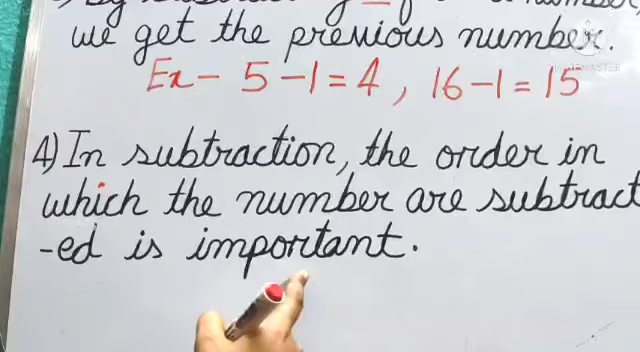 we get the previous number.
Ex- 5-1=4, 16-1=15
4) In subtraction, the order in
which the number are subtract
-ed is important.